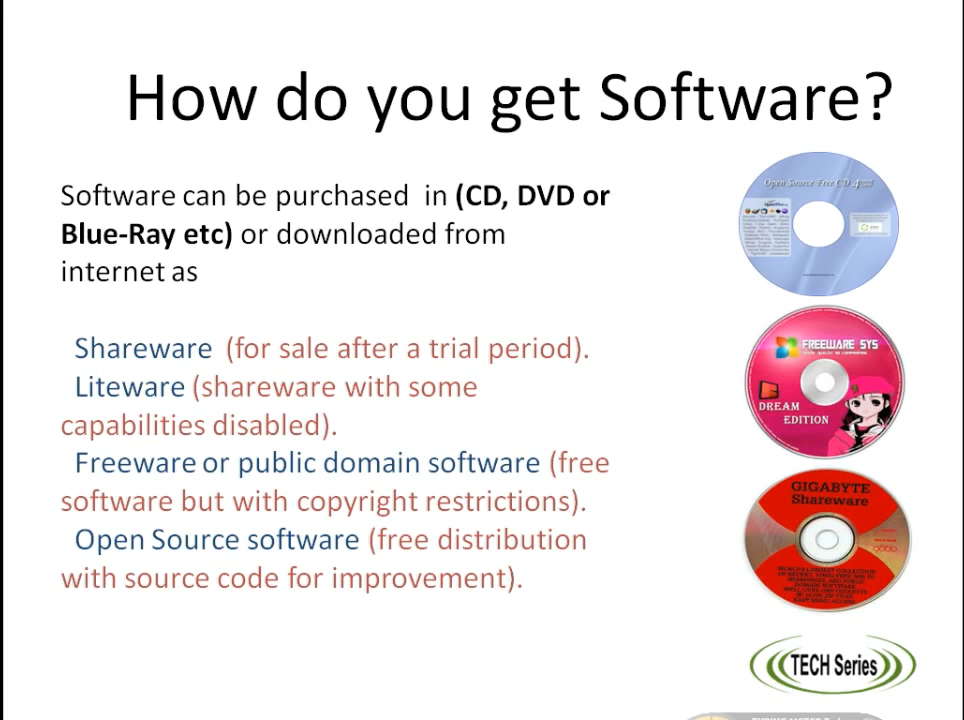 How do you get Software?
Software can be purchased in (CD, DVD or
Blue-Ray etc) or downloaded from
internet as
Shareware (for sale after a trial period).
Liteware (shareware with some
capabilities disabled).
Freeware or public domain software (free
software but with copyright restrictions).
Open Source software (free distribution
with source code for improvement).
Open Source Free CD
FREEWARE SYS
DREAM
EDITION
GIGABYTE
Shareware
TECH Series